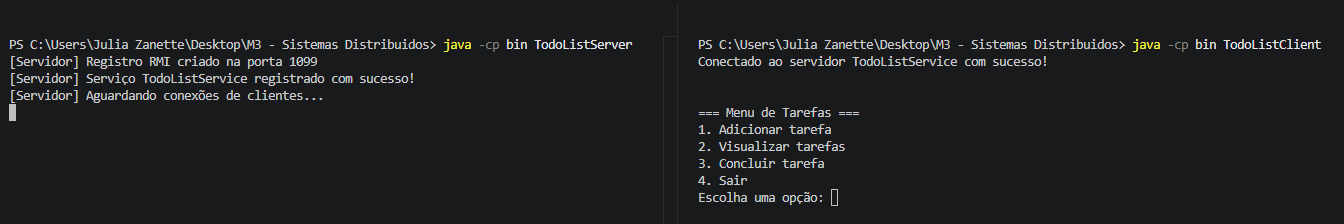 PS C:\Users\Julia Zanette\Desktop\M3 - Sistemas Distribuidos> java -cp bin TodoListServer
[Servidor] Registro RMI criado na porta 1099
[Servidor] Serviço TodoListService registrado com sucesso!
[Servidor] Aguardando conexões de clientes...
PS C:\Users\Julia Zanette\Desktop\M3 - Sistemas Distribuidos> java -cp bin TodoListClient
Conectado ao servidor TodoListService com sucesso!
=== Menu de Tarefas ===
1. Adicionar tarefa
2. Visualizar tarefas
3. Concluir tarefa
4. Sair
Escolha uma opção: